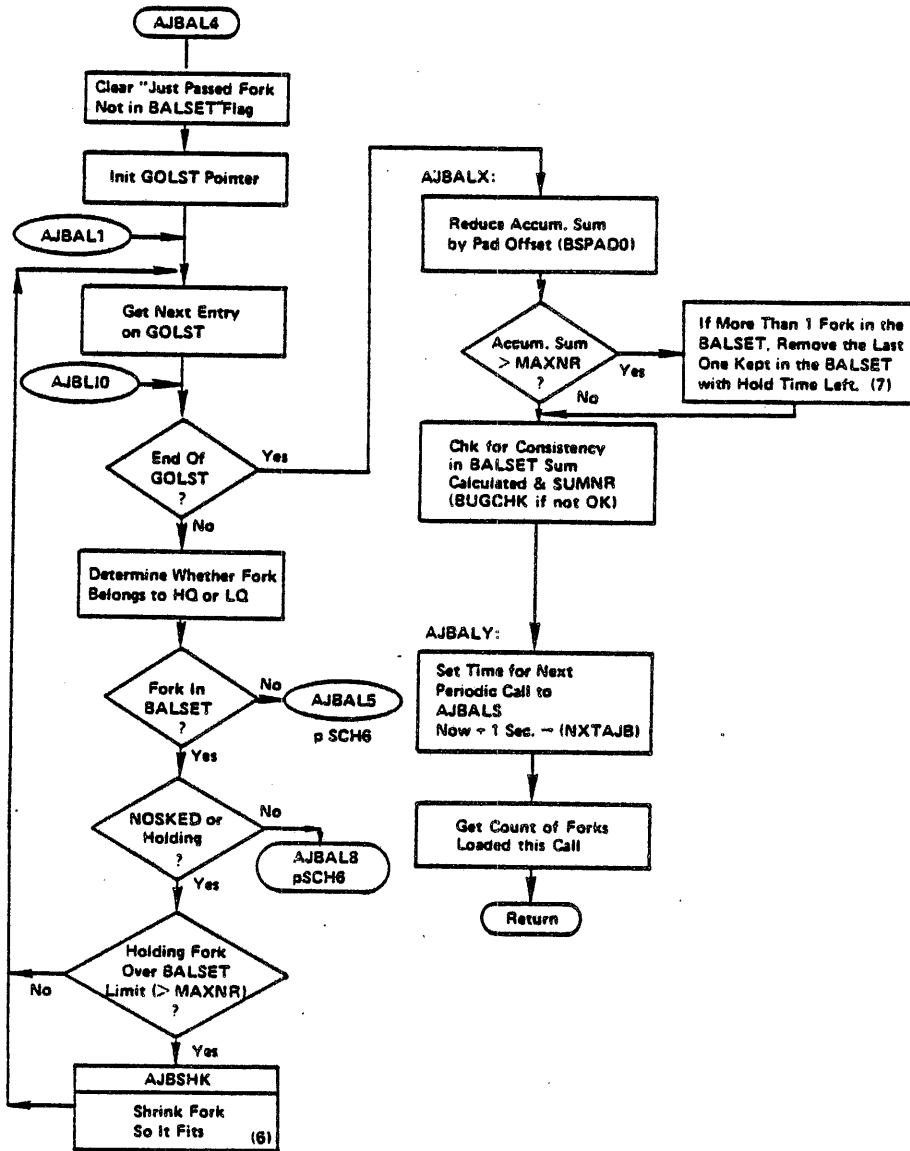 AJBAL4
Clear "Just Passed Fork
Not in BALSET" Flag
Init GOLST Pointer
AJBAL1
Get Next Entry
on GOLST
AJBLI0
End Of
GOLST
?
Yes
No
Determine Whether Fork
Belongs to HQ or LQ
Fork In
BALSET
?
No
AJBAL5
p SCH6
Yes
NOSKED or
Holding
?
No
AJBAL8
pSCH6
Yes
Holding Fork
Over BALSET
Limit (> MAXNR)
?
No
Yes
AJBSHK
Shrink Fork
So It Fits
(6)
AJBALX:
Reduce Accum. Sum
by Pad Offset (BSPAD0)
Accum. Sum
> MAXNR
?
Yes
No
If More Than 1 Fork in the
BALSET, Remove the Last
One Kept in the BALSET
with Hold Time Left. (7)
Chk for Consistency
in BALSET Sum
Calculated & SUMNR
(BUGCHK if not OK)
AJBALY:
Set Time for Next
Periodic Call to
AJBALS
Now + 1 Sec. → (NXTAJB)
Get Count of Forks
Loaded this Call
Return